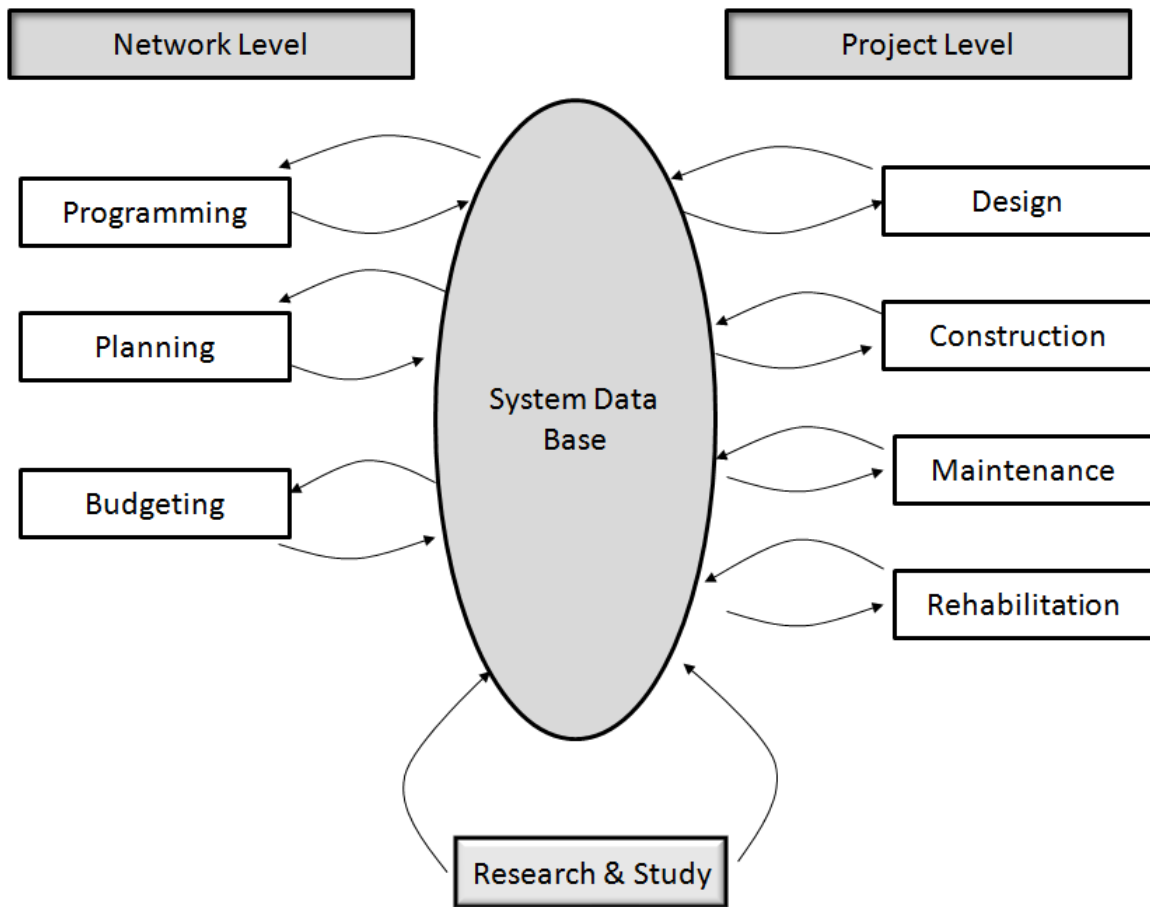 Network Level
Project Level
Programming
Planning
Budgeting
System Data
Base
Design
Construction
Maintenance
Rehabilitation
Research & Study